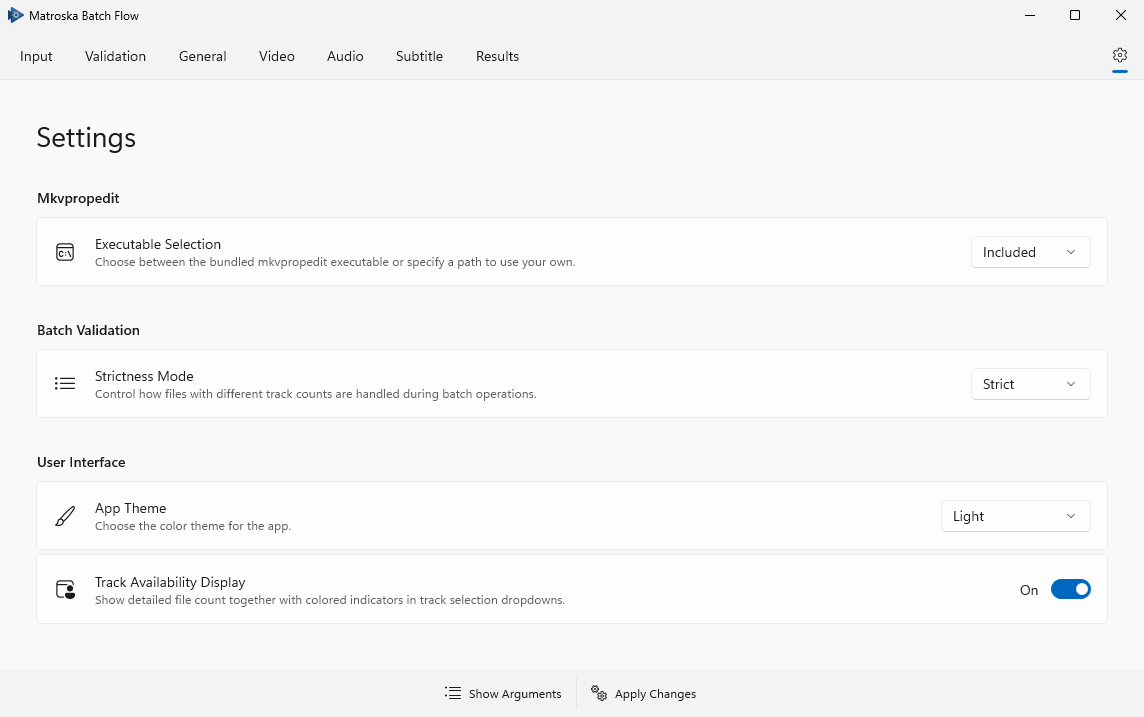 Matroska Batch Flow
Input Validation General Video Audio Subtitle Results
Settings
Mkvpropedit
C:\
Executable Selection
Choose between the bundled mkvpropedit executable or specify a path to use your own.
Included
Batch Validation
Strictness Mode
Control how files with different track counts are handled during batch operations.
Strict
User Interface
App Theme
Choose the color theme for the app.
Light
Track Availability Display
Show detailed file count together with colored indicators in track selection dropdowns.
On
Show Arguments Apply Changes